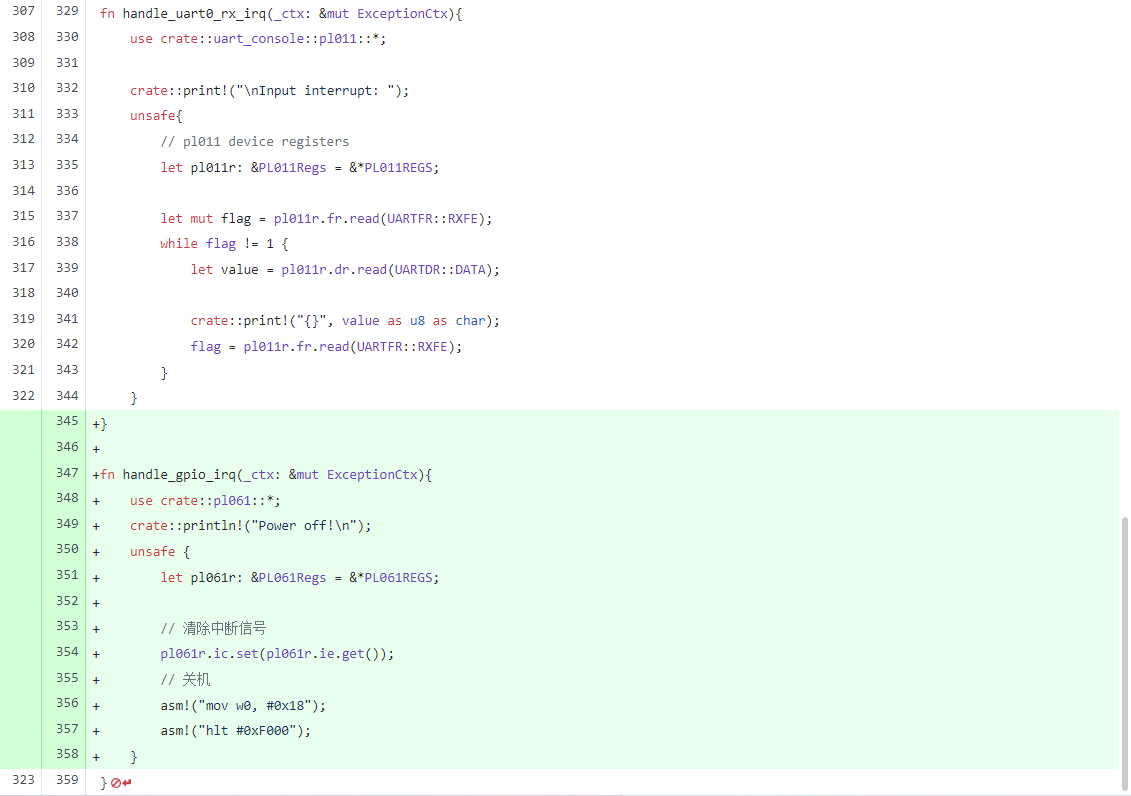 307 329 fn handle_uart0_rx_irq(_ctx: &mut ExceptionCtx){
308 330     use crate::uart_console::pl011::*;
309 331
310 332     crate::print!("\nInput interrupt: ");
311 333     unsafe{
312 334         // pl011 device registers
313 335         let pl011r: &PL011Regs = &*PL011REGS;
314 336
315 337         let mut flag = pl011r.fr.read(UARTFR::RXFE);
316 338         while flag != 1 {
317 339             let value = pl011r.dr.read(UARTDR::DATA);
318 340
319 341             crate::print!("{}", value as u8 as char);
320 342             flag = pl011r.fr.read(UARTFR::RXFE);
321 343         }
322 344     }
345 +}
346 +
347 +fn handle_gpio_irq(_ctx: &mut ExceptionCtx){
348 +    use crate::pl061::*;
349 +    crate::println!("Power off!\n");
350 +    unsafe {
351 +        let pl061r: &PL061Regs = &*PL061REGS;
352 +
353 +        // 清除中断信号
354 +        pl061r.ic.set(pl061r.ie.get());
355 +        // 关机
356 +        asm!("mov w0, #0x18");
357 +        asm!("hlt #0xF000");
358 +    }
323 359 }